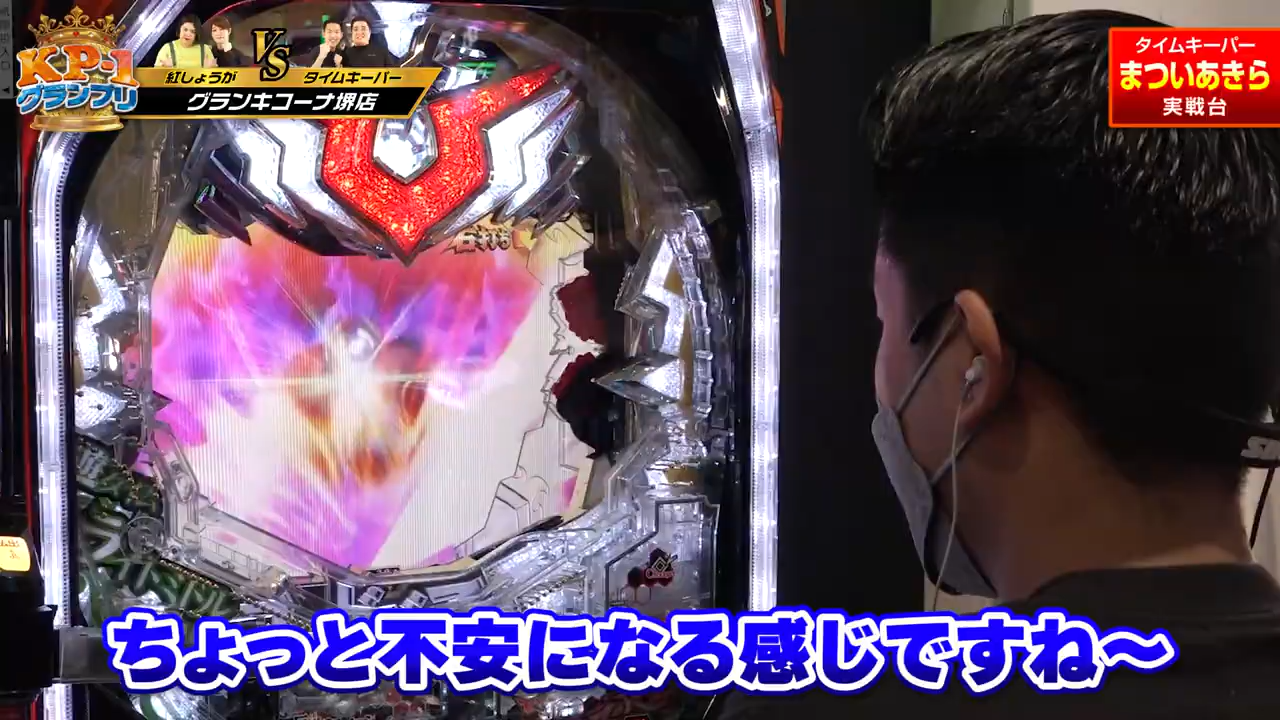 KP-1
グランプリ
紅しょうが
VS
タイムキーパー
グランキコーナ堺店
タイムキーパー
まついあきら
実戦台
ちょっと不安になる感じですね〜